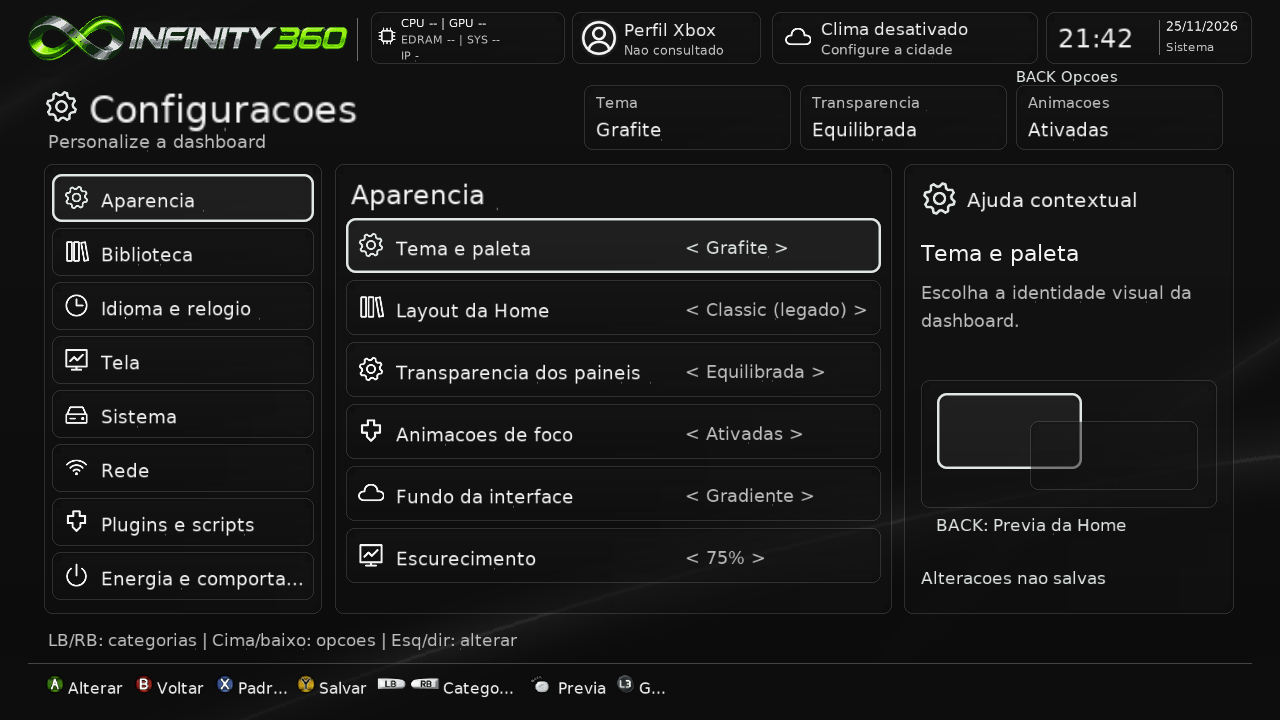 INFINITY 360
CPU -- | GPU --
EDRAM -- | SYS --
IP -
Perfil Xbox
Nao consultado
Clima desativado
Configure a cidade
21:42
25/11/2026
Sistema
BACK Opcoes
Configuracoes
Personalize a dashboard
Tema
Grafite
Transparencia
Equilibrada
Animacoes
Ativadas
Aparencia
Biblioteca
Idioma e relogio
Tela
Sistema
Rede
Plugins e scripts
Energia e comporta...
Aparencia
Tema e paleta < Grafite >
Layout da Home < Classic (legado) >
Transparencia dos paineis < Equilibrada >
Animacoes de foco < Ativadas >
Fundo da interface < Gradiente >
Escurecimento < 75% >
Ajuda contextual
Tema e paleta
Escolha a identidade visual da
dashboard.
BACK: Previa da Home
Alteracoes nao salvas
LB/RB: categorias | Cima/baixo: opcoes | Esq/dir: alterar
A Alterar B Voltar X Padr... Y Salvar LB RB Catego... Previa L3 G...